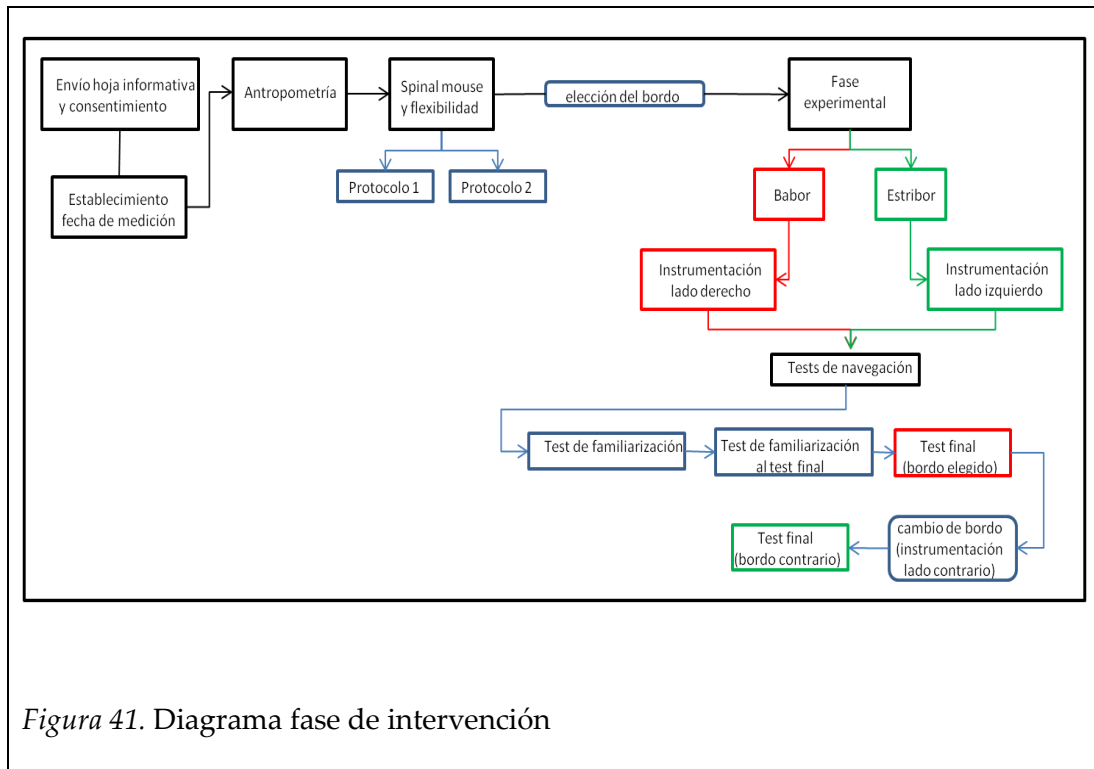 Envío hoja informativa
y consentimiento
Establecimiento
fecha de medición
Antropometría
Spinal mouse
y flexibilidad
Protocolo 1
Protocolo 2
elección del bordo
Fase
experimental
Babor
Estribor
Instrumentación
lado derecho
Instrumentación
lado izquierdo
Tests de navegación
Test de familiarización
Test de familiarización
al test final
Test final
(bordo elegido)
cambio de bordo
(instrumentación
lado contrario)
Test final
(bordo contrario)
Figura 41. Diagrama fase de intervención